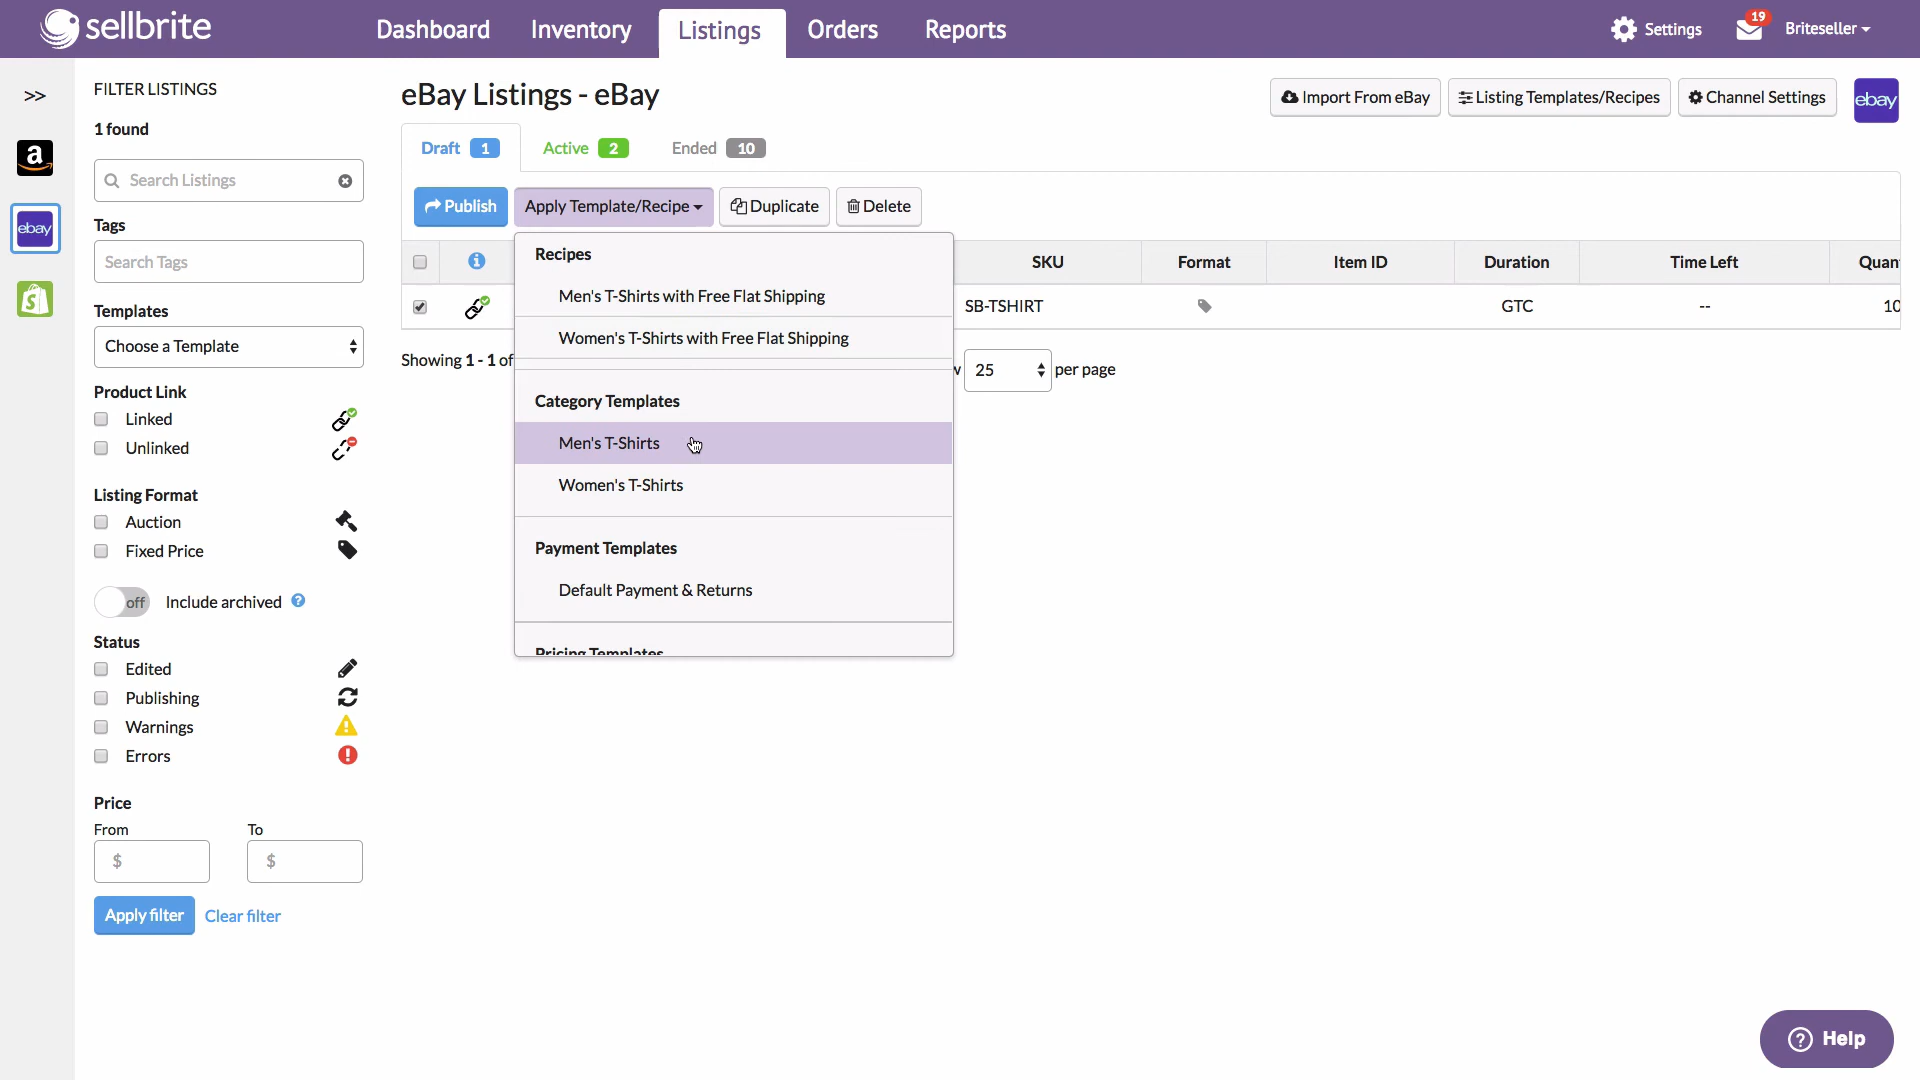 sellbrite
Dashboard
Inventory
Listings
Orders
Reports
Settings
19
Briteseller
>>
FILTER LISTINGS
1 found
Search Listings
Tags
Search Tags
Templates
Choose a Template
Product Link
Linked
Unlinked
Listing Format
Auction
Fixed Price
off Include archived ?
Status
Edited
Publishing
Warnings
Errors
Price
From To
$ $
Apply filter Clear filter
a
ebay
S
eBay Listings - eBay
Import From eBay
Listing Templates/Recipes
Channel Settings
ebay
Draft 1
Active 2
Ended 10
Publish
Apply Template/Recipe
Duplicate
Delete
i SKU Format Item ID Duration Time Left Quan
SB-TSHIRT GTC -- 10
Showing 1 - 1 of
25 per page
Recipes
Men's T-Shirts with Free Flat Shipping
Women's T-Shirts with Free Flat Shipping
Category Templates
Men's T-Shirts
Women's T-Shirts
Payment Templates
Default Payment & Returns
Pricing Templates
? Help